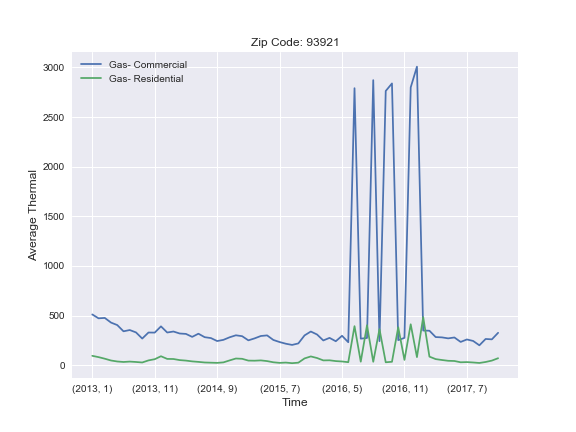 Zip Code: 93921
Gas- Commercial
Gas- Residential
3000
2500
2000
1500
1000
500
0
Average Thermal
(2013, 1) (2013, 11) (2014, 9) (2015, 7) (2016, 5) (2016, 11) (2017, 7)
Time